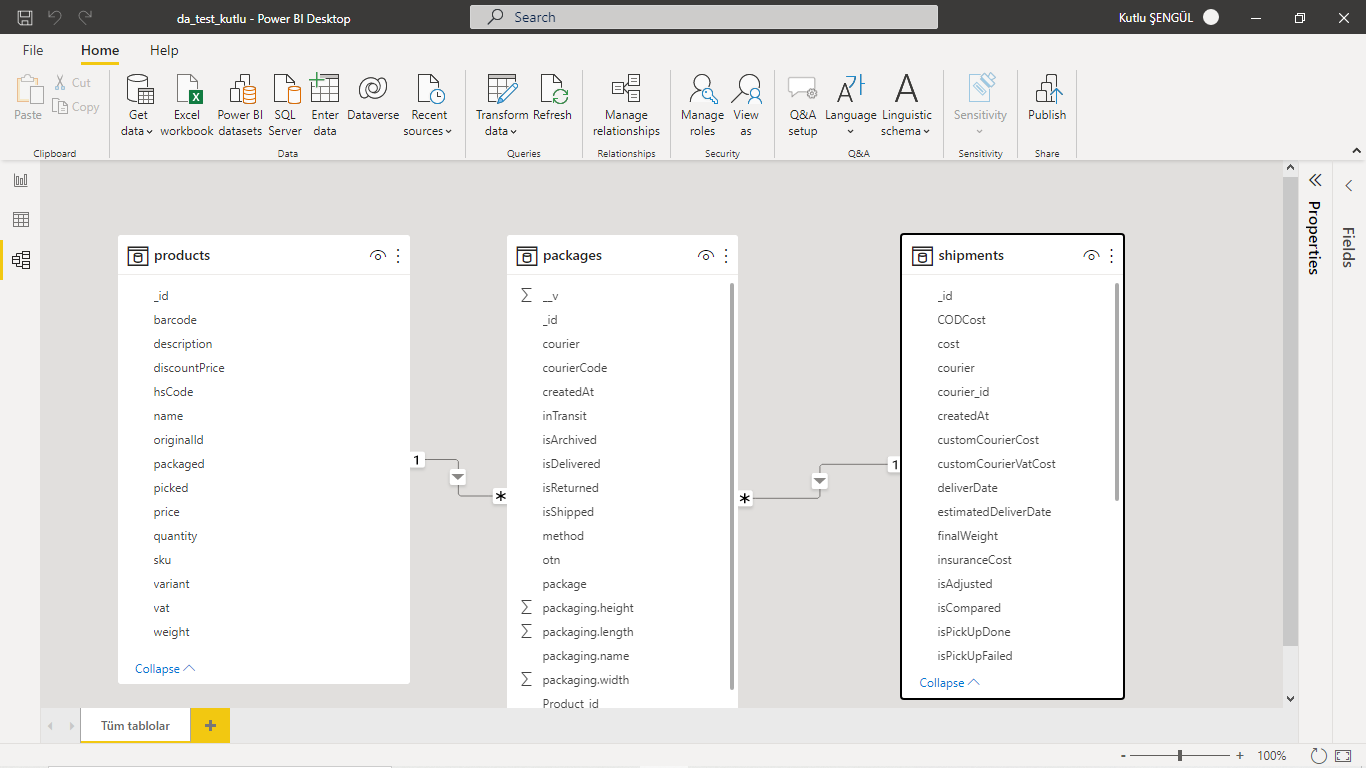 da_test_kutlu - Power BI Desktop
Search
Kutlu ŞENGÜL
File
Home
Help
Paste
Cut
Copy
Clipboard
Get data
Excel workbook
Power BI datasets
SQL Server
Enter data
Dataverse
Recent sources
Data
Transform data
Refresh
Queries
Manage relationships
Relationships
Manage roles
View as
Security
Q&A setup
Language
Linguistic schema
Q&A
Sensitivity
Sensitivity
Publish
Share
products
_id
barcode
description
discountPrice
hsCode
name
originalId
packaged
picked
price
quantity
sku
variant
vat
weight
Collapse
1
*
packages
∑ __v
_id
courier
courierCode
createdAt
inTransit
isArchived
isDelivered
isReturned
isShipped
method
otn
package
∑ packaging.height
∑ packaging.length
packaging.name
∑ packaging.width
Product_id
*
1
shipments
_id
CODCost
cost
courier
courier_id
createdAt
customCourierCost
customCourierVatCost
deliverDate
estimatedDeliverDate
finalWeight
insuranceCost
isAdjusted
isCompared
isPickUpDone
isPickUpFailed
Collapse
Properties
Fields
Tüm tablolar
+
- + 100%